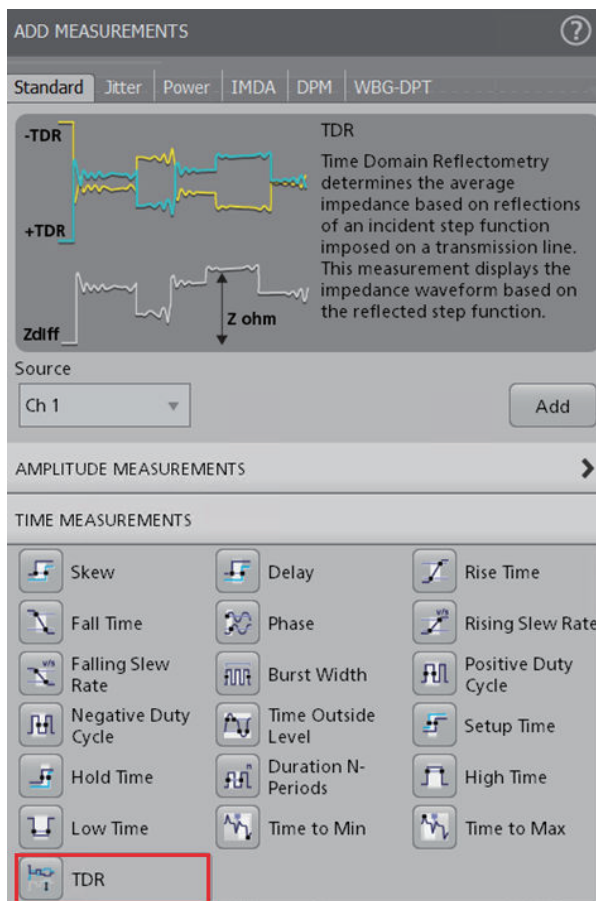 ADD MEASUREMENTS
?
Standard Jitter Power IMDA DPM WBG-DPT
-TDR
+TDR
Zdiff
Z ohm
TDR
Time Domain Reflectometry
determines the average
impedance based on reflections
of an incident step function
imposed on a transmission line.
This measurement displays the
impedance waveform based on
the reflected step function.
Source
Ch 1
Add
AMPLITUDE MEASUREMENTS
TIME MEASUREMENTS
Skew
Delay
Rise Time
Fall Time
Phase
Rising Slew Rate
Falling Slew
Rate
Burst Width
Positive Duty
Cycle
Negative Duty
Cycle
Time Outside
Level
Setup Time
Hold Time
Duration N-
Periods
High Time
Low Time
Time to Min
Time to Max
TDR